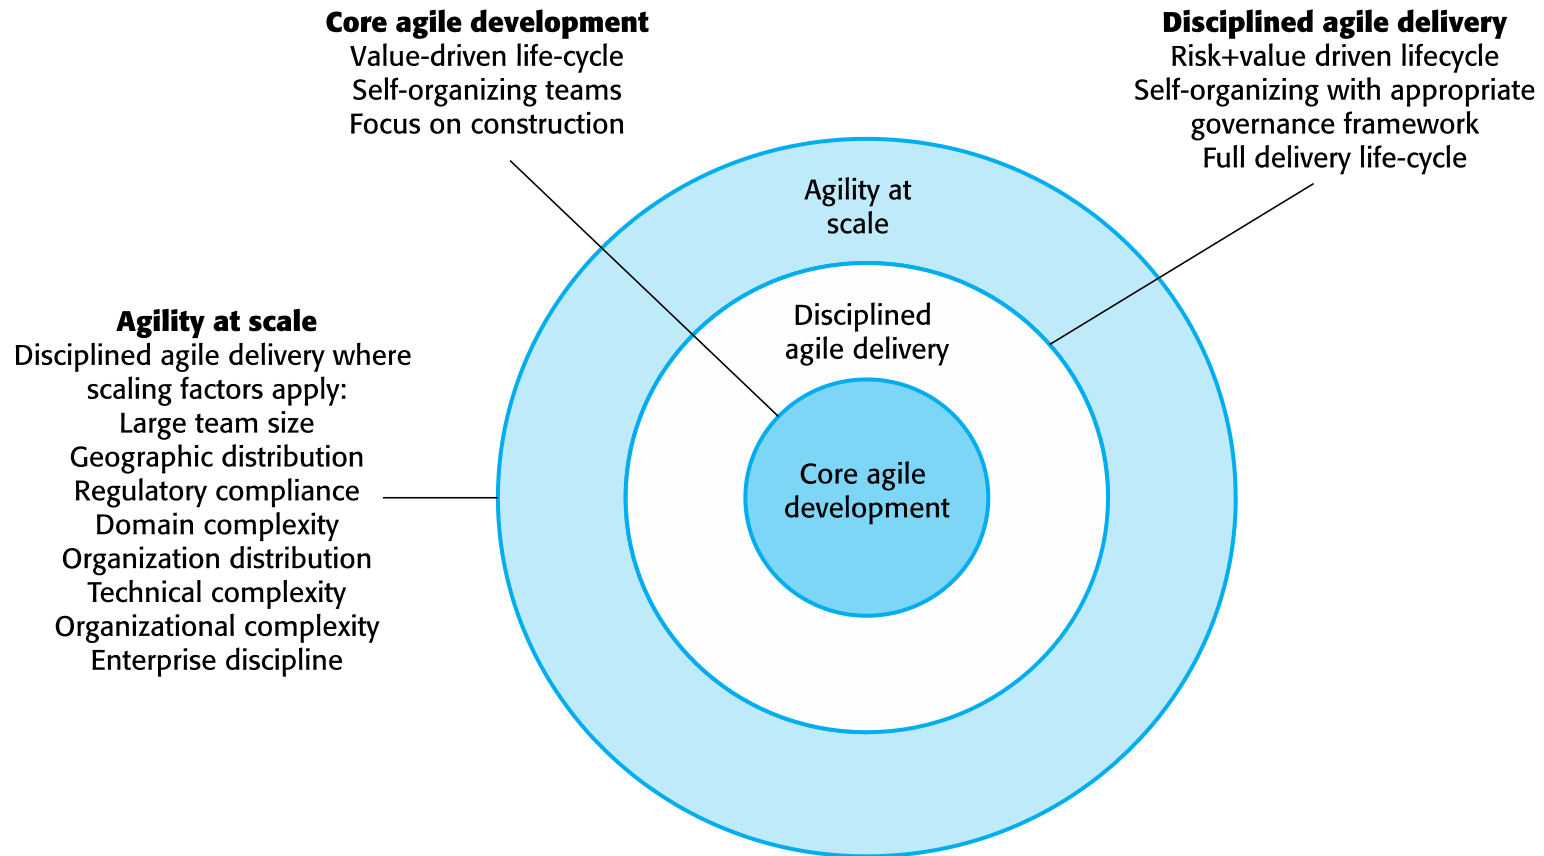 Core agile development
Value-driven life-cycle
Self-organizing teams
Focus on construction
Disciplined agile delivery
Risk+value driven lifecycle
Self-organizing with appropriate
governance framework
Full delivery life-cycle
Agility at
scale
Disciplined
agile delivery
Core agile
development
Agility at scale
Disciplined agile delivery where
scaling factors apply:
Large team size
Geographic distribution
Regulatory compliance
Domain complexity
Organization distribution
Technical complexity
Organizational complexity
Enterprise discipline